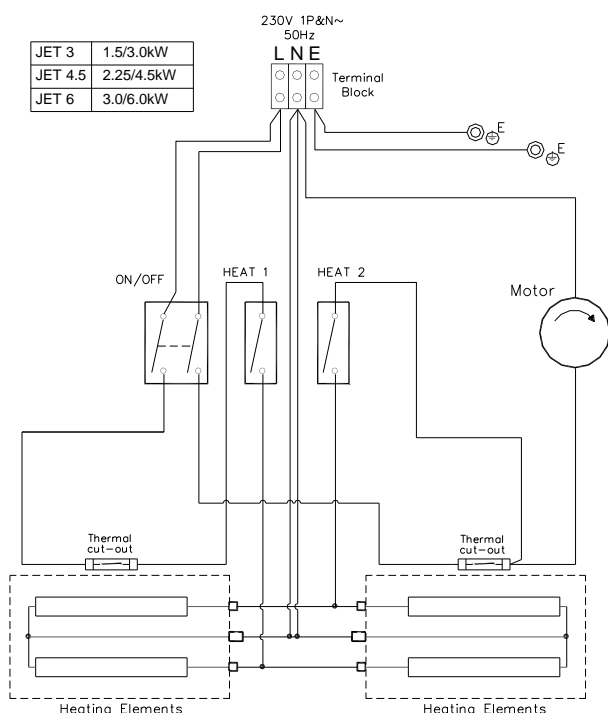 230V 1P&N~
50Hz
L N E
Terminal
Block
JET 3 1.5/3.0kW
JET 4.5 2.25/4.5kW
JET 6 3.0/6.0kW
E
E
ON/OFF
HEAT 1
HEAT 2
Motor
Thermal
cut-out
Thermal
cut-out
Heating Elements
Heating Elements